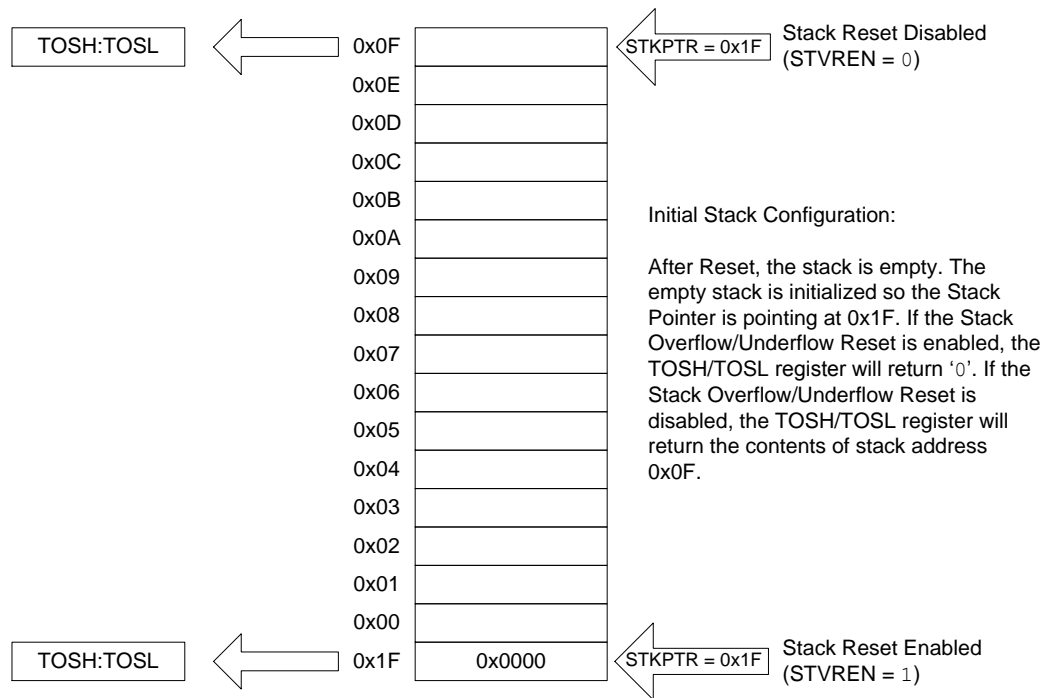 TOSH:TOSL
0x0F
STKPTR = 0x1F
Stack Reset Disabled
(STVREN = 0)
0x0E
0x0D
0x0C
0x0B
0x0A
0x09
0x08
0x07
0x06
0x05
0x04
0x03
0x02
0x01
0x00
Initial Stack Configuration:
After Reset, the stack is empty. The
empty stack is initialized so the Stack
Pointer is pointing at 0x1F. If the Stack
Overflow/Underflow Reset is enabled, the
TOSH/TOSL register will return ‘0’. If the
Stack Overflow/Underflow Reset is
disabled, the TOSH/TOSL register will
return the contents of stack address
0x0F.
TOSH:TOSL
0x1F
0x0000
STKPTR = 0x1F
Stack Reset Enabled
(STVREN = 1)